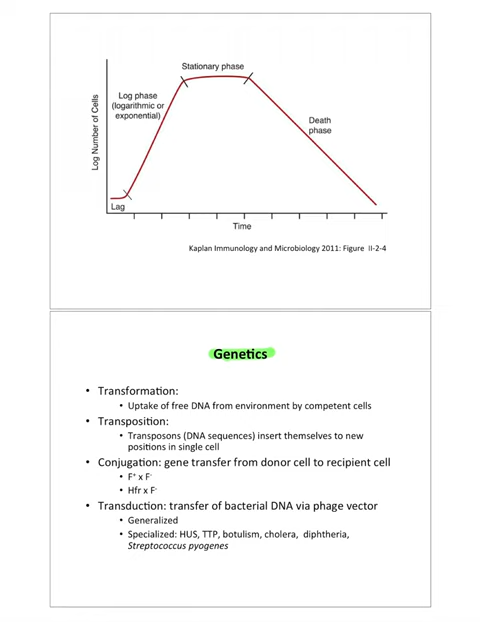 Stationary phase
Log phase
(logarithmic or
exponential)
Death
phase
Log Number of Cells
Lag
Time
Kaplan Immunology and Microbiology 2011: Figure II-2-4
Genetics
• Transformation:
• Uptake of free DNA from environment by competent cells
• Transposition:
• Transposons (DNA sequences) insert themselves to new
positions in single cell
• Conjugation: gene transfer from donor cell to recipient cell
• F⁺ x F⁻
• Hfr x F⁻
• Transduction: transfer of bacterial DNA via phage vector
• Generalized
• Specialized: HUS, TTP, botulism, cholera, diphtheria,
Streptococcus pyogenes